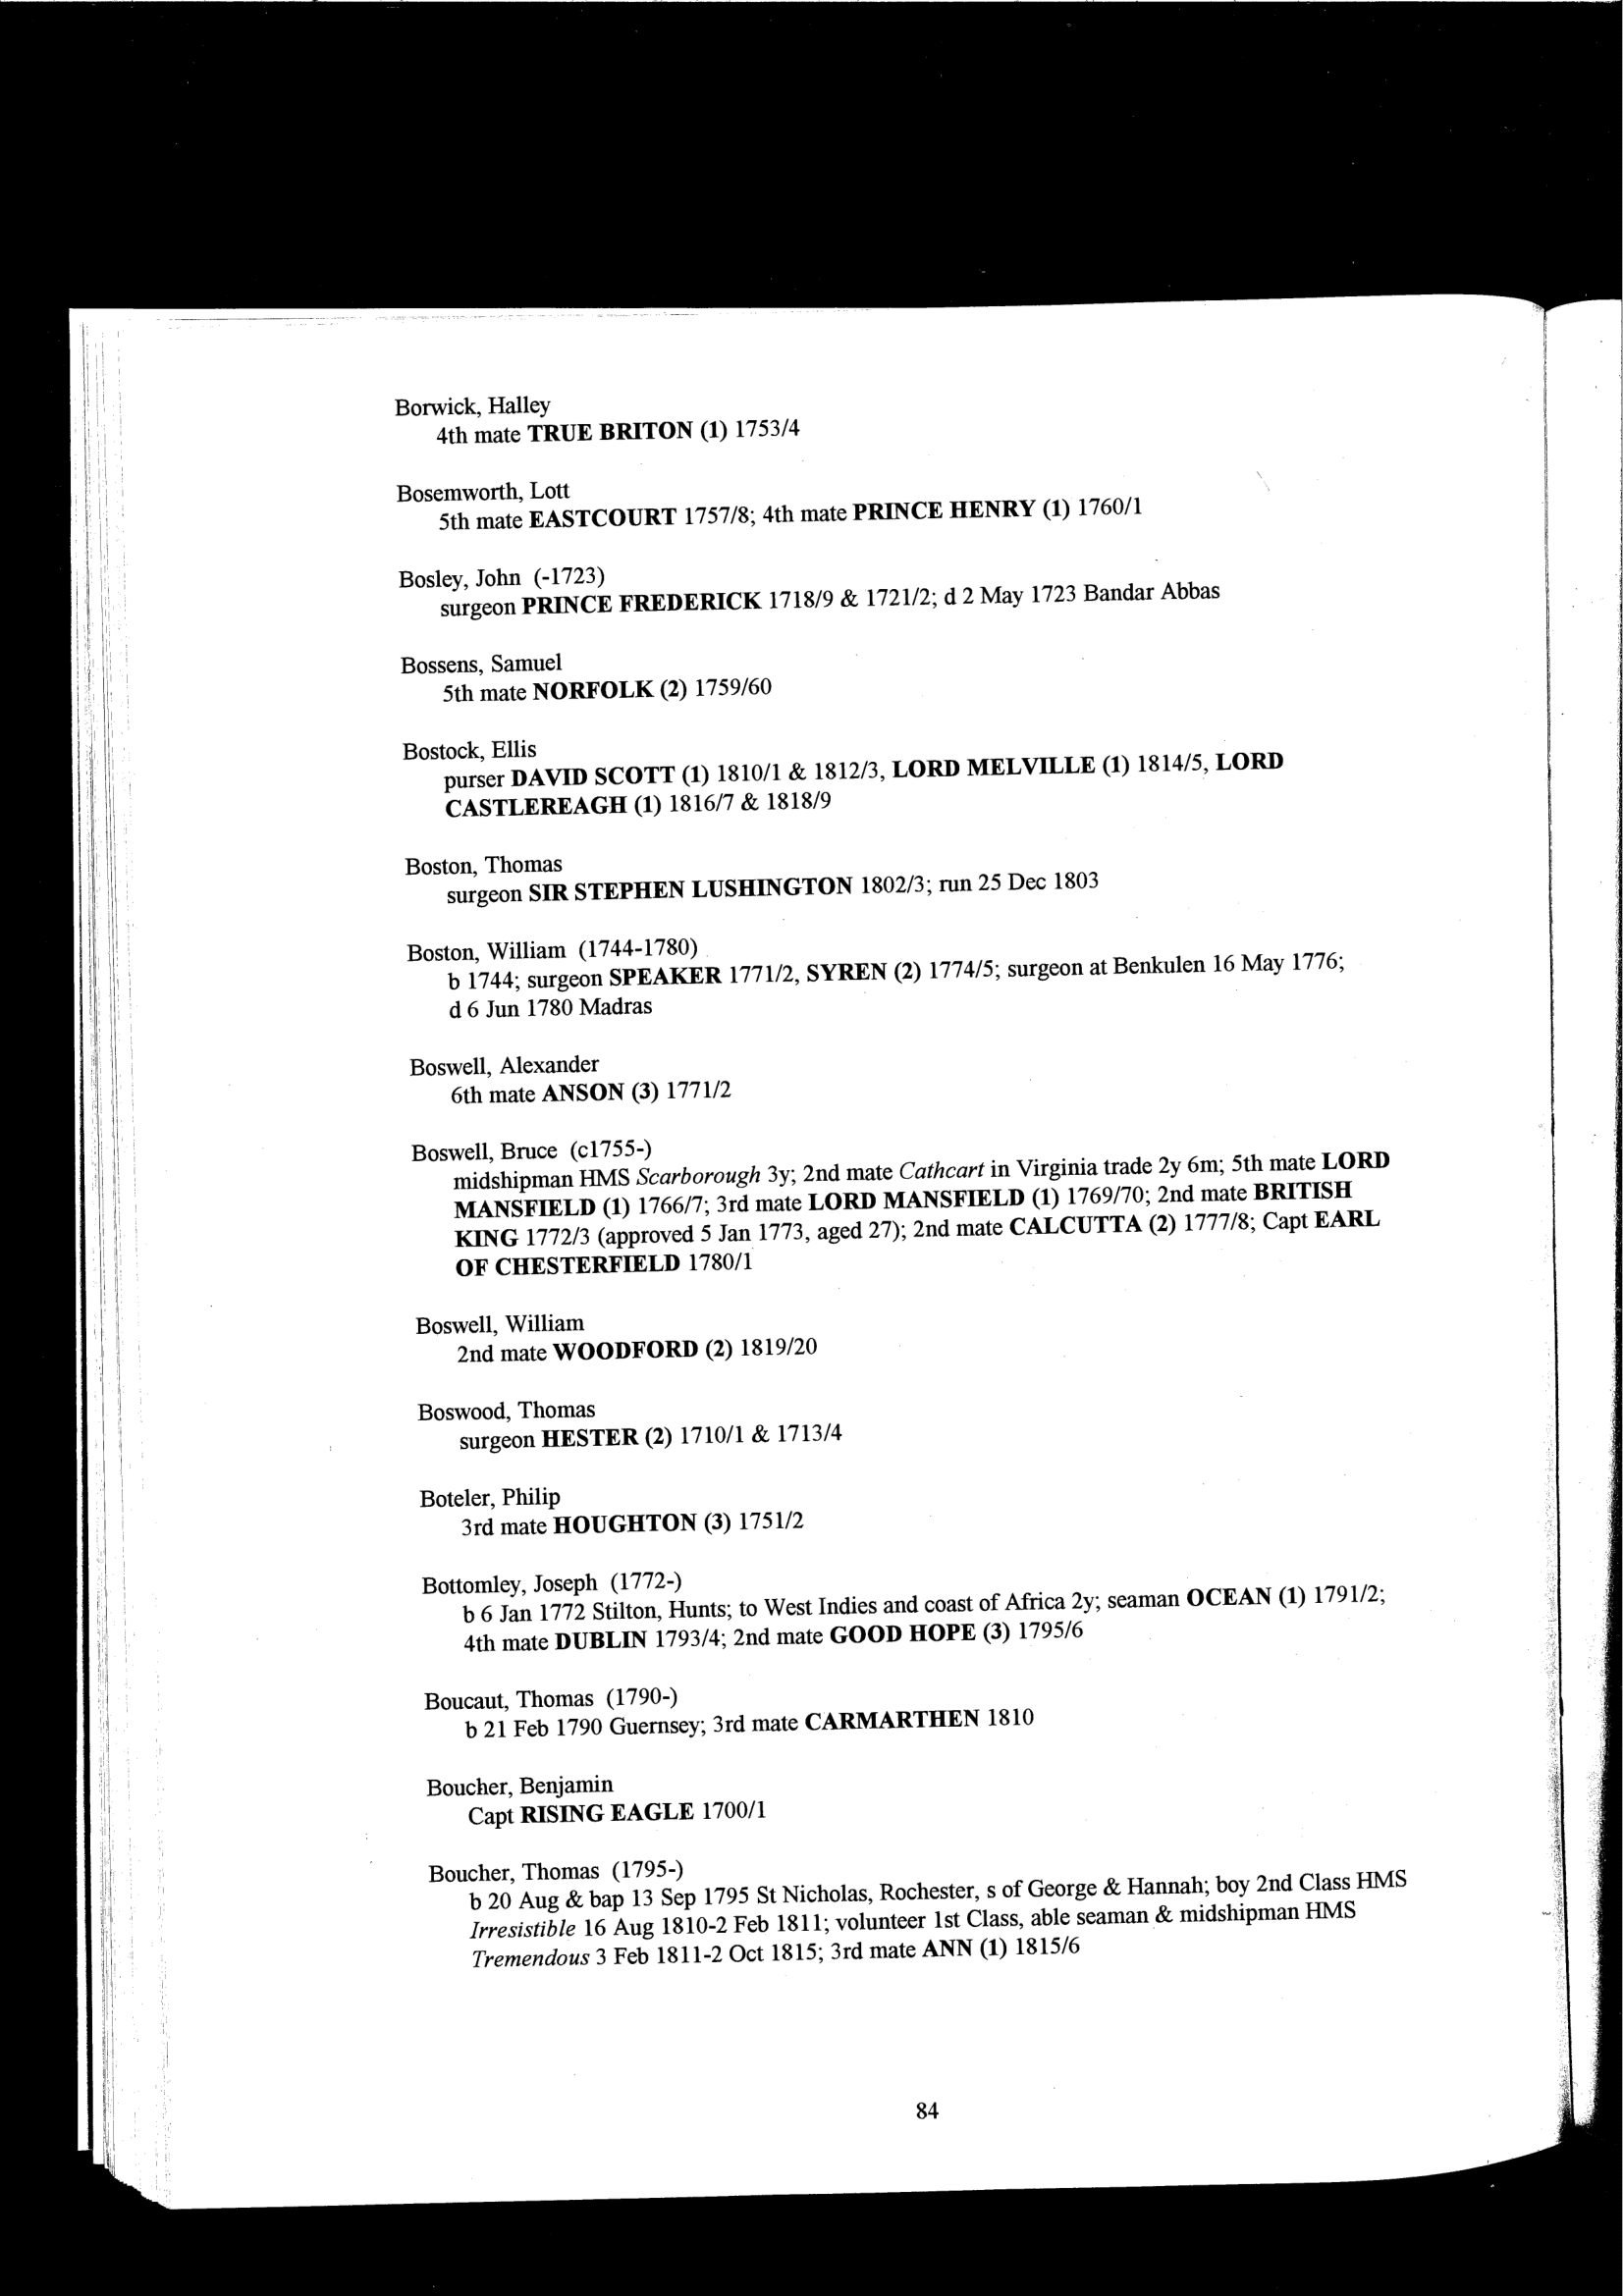 Borwick, Halley
4th mate TRUE BRITON (1) 1753/4
Bosemworth, Lott
5th mate EASTCOURT 1757/8; 4th mate PRINCE HENRY (1) 1760/1
Bosley, John (-1723)
surgeon PRINCE FREDERICK 1718/9 & 1721/2; d 2 May 1723 Bandar Abbas
Bossens, Samuel
5th mate NORFOLK (2) 1759/60
Bostock, Ellis
purser DAVID SCOTT (1) 1810/1 & 1812/3, LORD MELVILLE (1) 1814/5, LORD
CASTLEREAGH (1) 1816/7 & 1818/9
Boston, Thomas
surgeon SIR STEPHEN LUSHINGTON 1802/3; run 25 Dec 1803
Boston, William (1744-1780)
b 1744; surgeon SPEAKER 1771/2, SYREN (2) 1774/5; surgeon at Benkulen 16 May 1776;
d 6 Jun 1780 Madras
Boswell, Alexander
6th mate ANSON (3) 1771/2
Boswell, Bruce (c1755-)
midshipman HMS Scarborough 3y; 2nd mate Cathcart in Virginia trade 2y 6m; 5th mate LORD
MANSFIELD (1) 1766/7; 3rd mate LORD MANSFIELD (1) 1769/70; 2nd mate BRITISH
KING 1772/3 (approved 5 Jan 1773, aged 27); 2nd mate CALCUTTA (2) 1777/8; Capt EARL
OF CHESTERFIELD 1780/1
Boswell, William
2nd mate WOODFORD (2) 1819/20
Boswood, Thomas
surgeon HESTER (2) 1710/1 & 1713/4
Boteler, Philip
3rd mate HOUGHTON (3) 1751/2
Bottomley, Joseph (1772-)
b 6 Jan 1772 Stilton, Hunts; to West Indies and coast of Africa 2y; seaman OCEAN (1) 1791/2;
4th mate DUBLIN 1793/4; 2nd mate GOOD HOPE (3) 1795/6
Boucaut, Thomas (1790-)
b 21 Feb 1790 Guernsey; 3rd mate CARMARTHEN 1810
Boucher, Benjamin
Capt RISING EAGLE 1700/1
Boucher, Thomas (1795-)
b 20 Aug & bap 13 Sep 1795 St Nicholas, Rochester, s of George & Hannah; boy 2nd Class HMS
Irresistible 16 Aug 1810-2 Feb 1811; volunteer 1st Class, able seaman & midshipman HMS
Tremendous 3 Feb 1811-2 Oct 1815; 3rd mate ANN (1) 1815/6
84